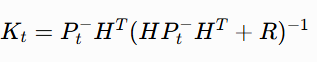 K_t = P_t^- H^T (H P_t^- H^T + R)^{-1}